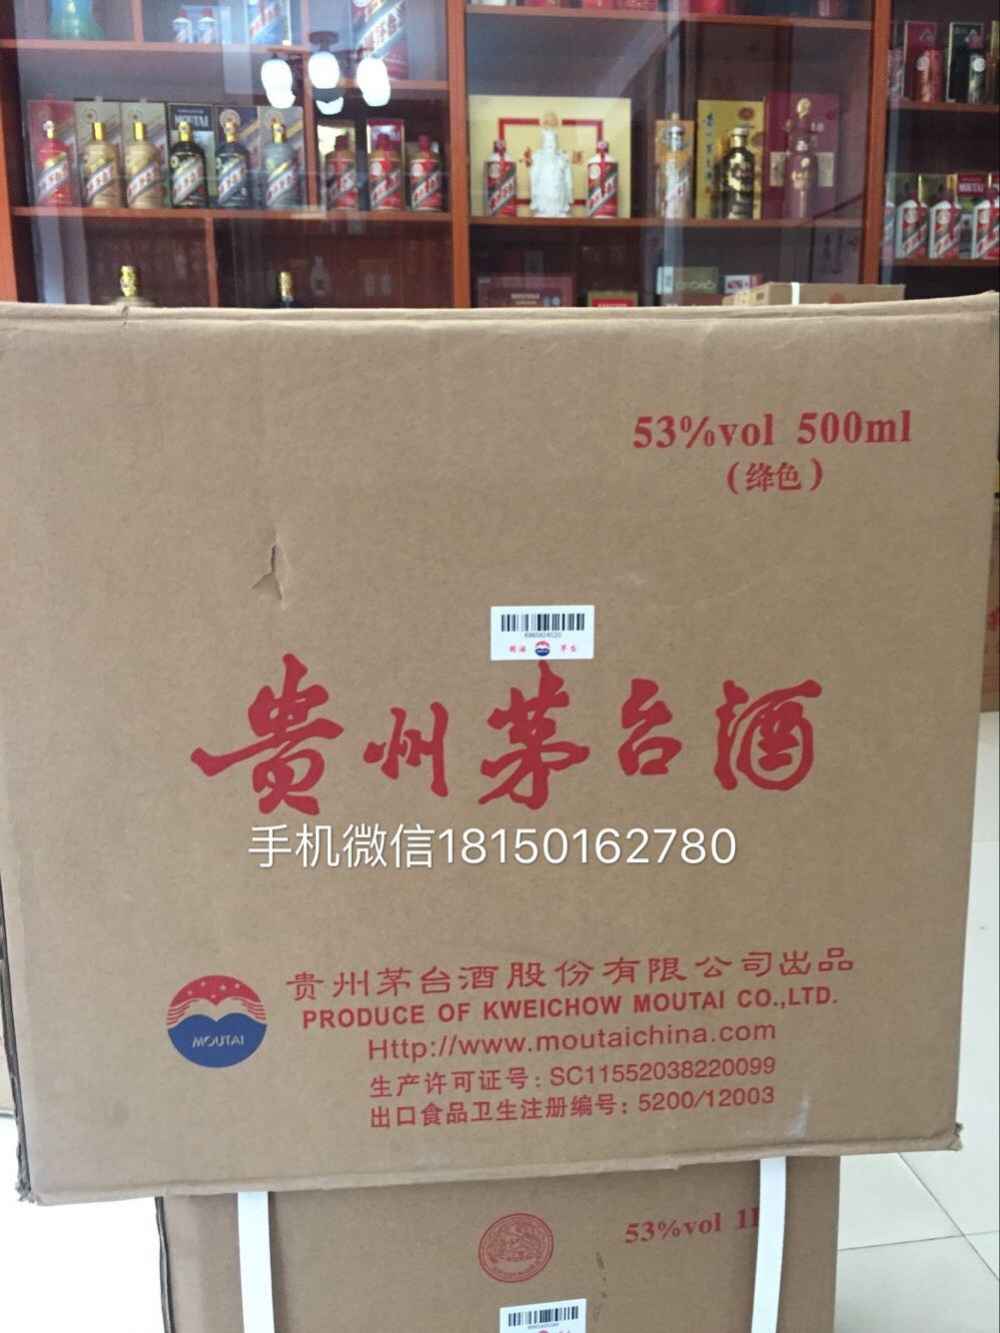 MOUTAI
53%vol 500ml
(绛色)
贵州茅台酒
手机微信18150162780
贵州茅台酒股份有限公司出品
PRODUCE OF KWEICHOW MOUTAI CO.,LTD.
MOUTAI
Http://www.moutaichina.com
生产许可证号: SC11552038220099
出口食品卫生注册编号: 5200/12003
53%vol